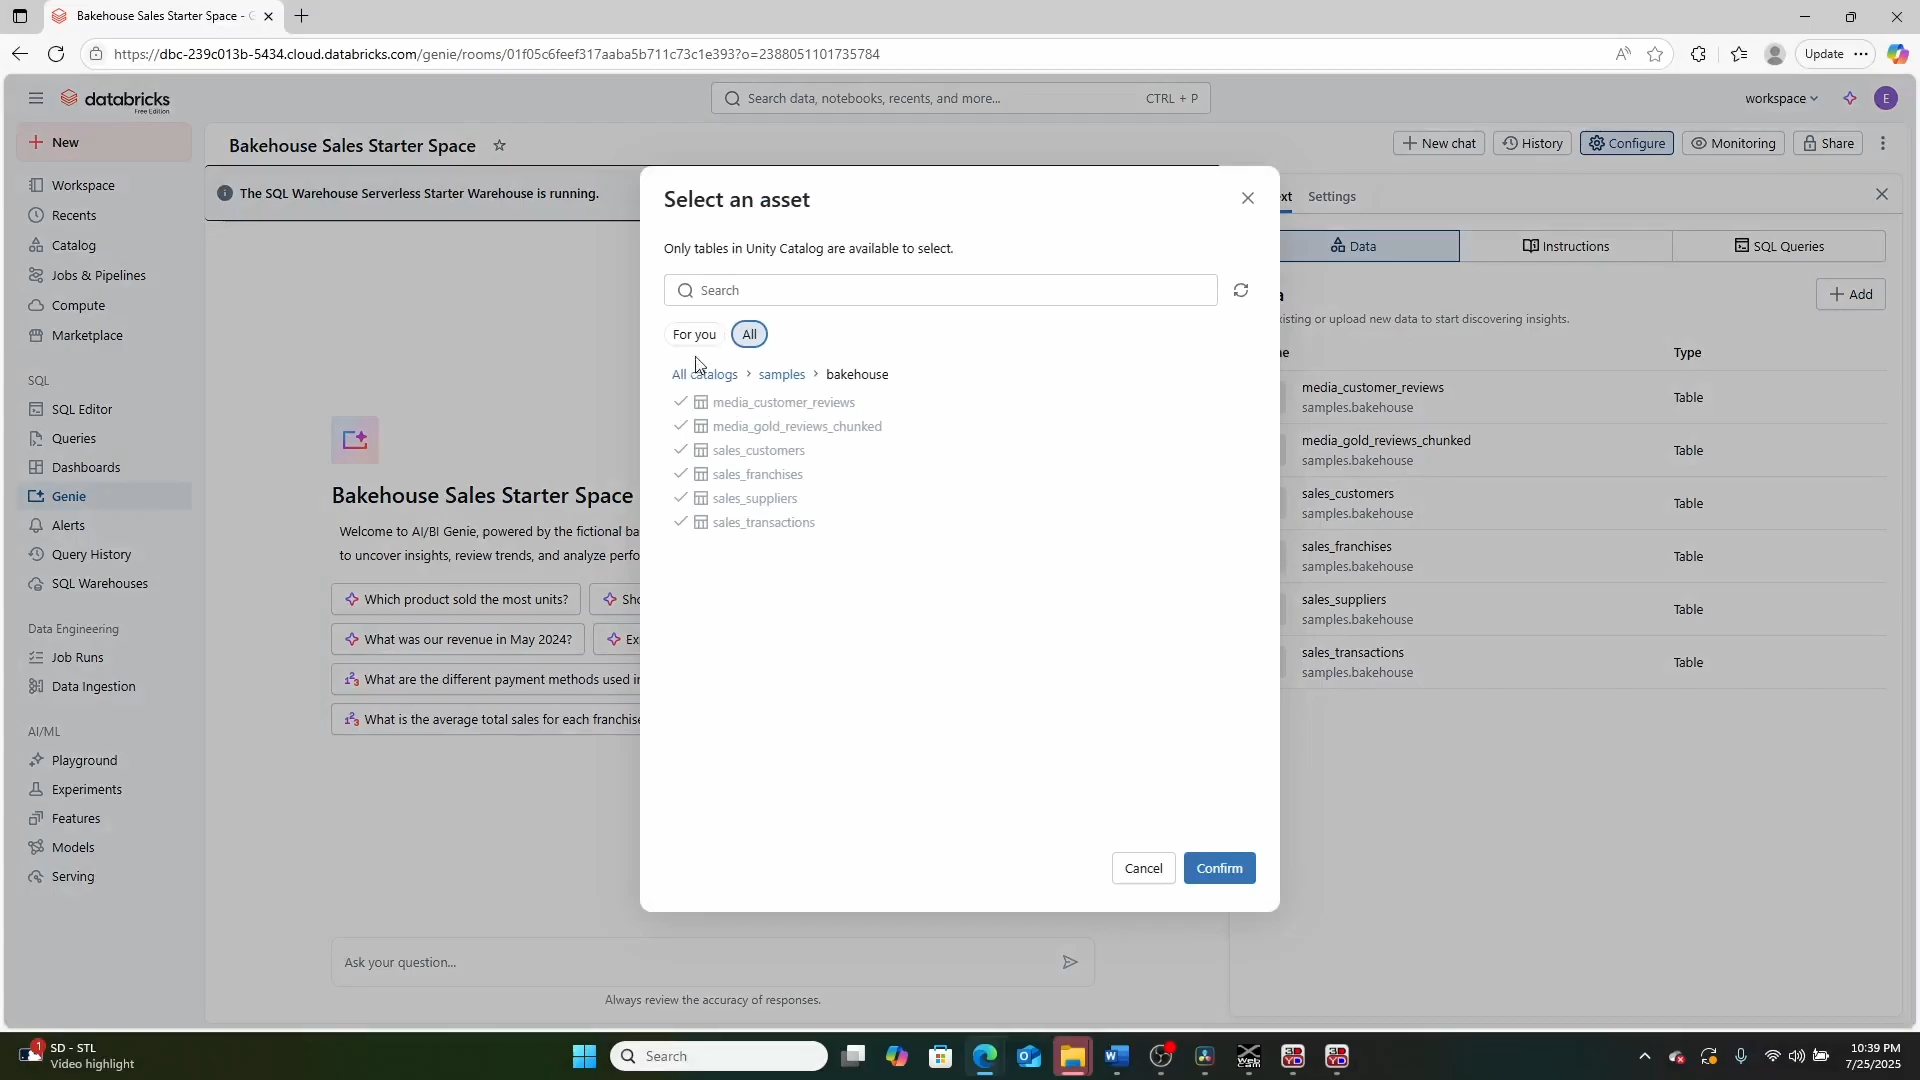 Bakehouse Sales Starter Space - G
https://dbc-239c013b-5434.cloud.databricks.com/genie/rooms/01f05c6feef317aaba5b711c73c1e393?o=2388051101735784
Update
databricks
Free Edition
Search data, notebooks, recents, and more...
CTRL + P
workspace
E
New
Workspace
Recents
Catalog
Jobs & Pipelines
Compute
Marketplace
SQL
SQL Editor
Queries
Dashboards
Genie
Alerts
Query History
SQL Warehouses
Data Engineering
Job Runs
Data Ingestion
AI/ML
Playground
Experiments
Features
Models
Serving
Bakehouse Sales Starter Space
New chat
History
Configure
Monitoring
Share
The SQL Warehouse Serverless Starter Warehouse is running.
Bakehouse Sales Starter Space
Welcome to AI/BI Genie, powered by the fictional ba
to uncover insights, review trends, and analyze perfo
Which product sold the most units?
Sho
What was our revenue in May 2024?
Ex
What are the different payment methods used in
What is the average total sales for each franchise
Ask your question...
Always review the accuracy of responses.
Select an asset
Only tables in Unity Catalog are available to select.
Search
For you
All
All catalogs > samples > bakehouse
media_customer_reviews
media_gold_reviews_chunked
sales_customers
sales_franchises
sales_suppliers
sales_transactions
Cancel
Confirm
xt
Settings
Data
Instructions
SQL Queries
a
Add
isting or upload new data to start discovering insights.
ne
Type
media_customer_reviews
samples.bakehouse
Table
media_gold_reviews_chunked
samples.bakehouse
Table
sales_customers
samples.bakehouse
Table
sales_franchises
samples.bakehouse
Table
sales_suppliers
samples.bakehouse
Table
sales_transactions
samples.bakehouse
Table
1
SD - STL
Video highlight
Search
10:39 PM
7/25/2025